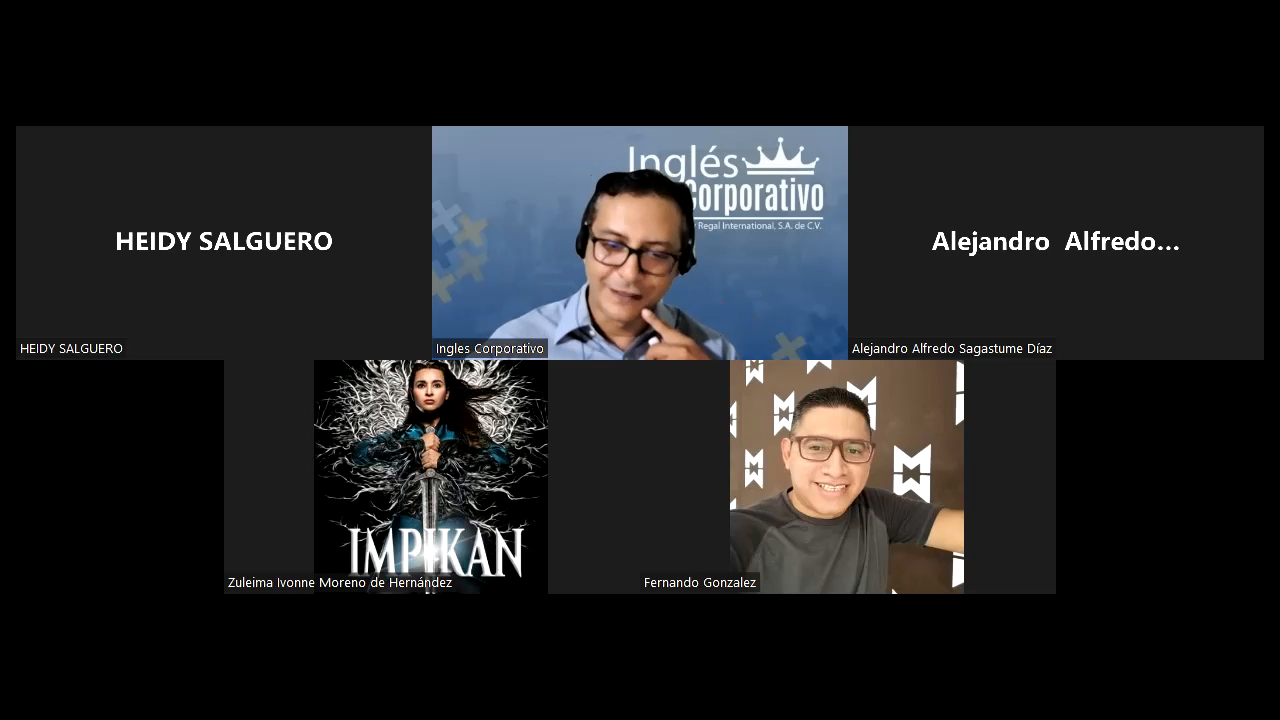 HEIDY SALGUERO
HEIDY SALGUERO
Inglés
Corporativo
Regal International, S.A. de C.V.
Ingles Corporativo
Alejandro Alfredo...
Alejandro Alfredo Sagastume Díaz
IMPIKAN
Zuleima Ivonne Moreno de Hernández
Fernando Gonzalez